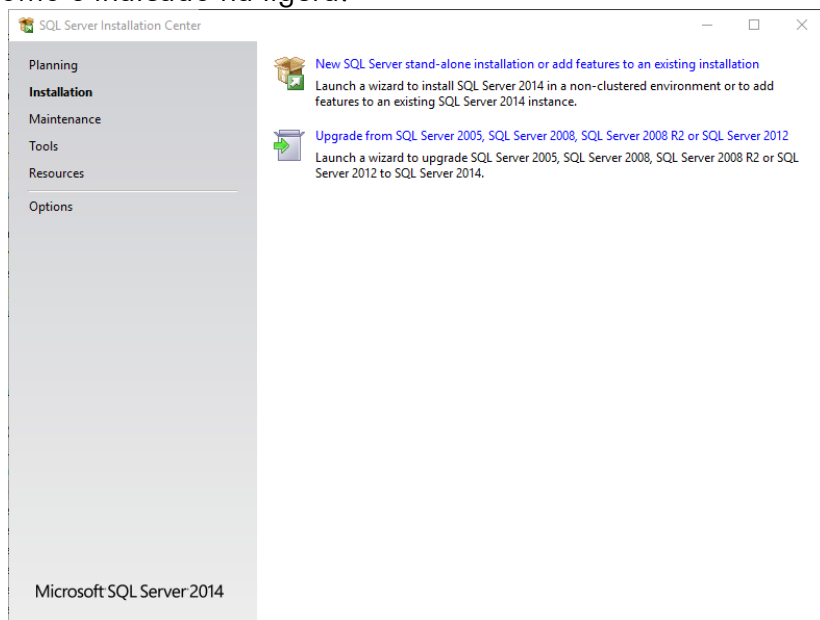 como é indicado na figura:
SQL Server Installation Center
Planning
Installation
Maintenance
Tools
Resources
Options
New SQL Server stand-alone installation or add features to an existing installation
Launch a wizard to install SQL Server 2014 in a non-clustered environment or to add
features to an existing SQL Server 2014 instance.
Upgrade from SQL Server 2005, SQL Server 2008, SQL Server 2008 R2 or SQL Server 2012
Launch a wizard to upgrade SQL Server 2005, SQL Server 2008, SQL Server 2008 R2 or SQL
Server 2012 to SQL Server 2014.
Microsoft SQL Server 2014